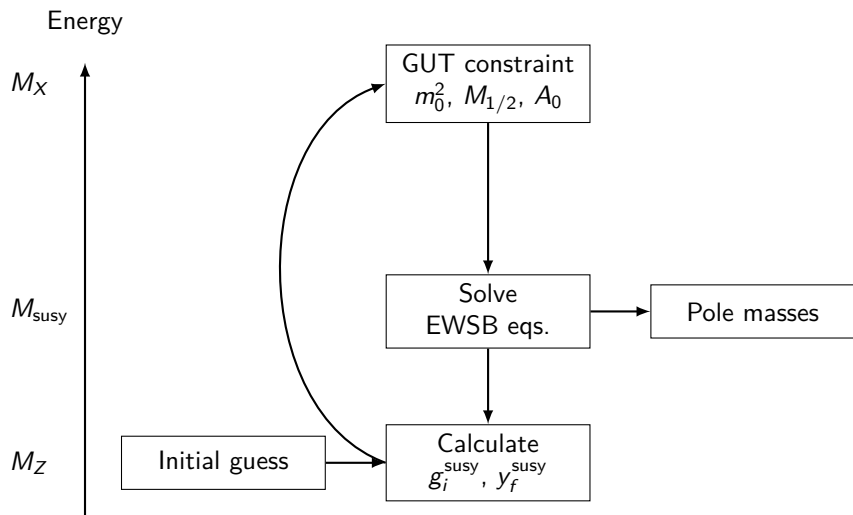 Energy
M_X
GUT constraint
m_0^2, M_{1/2}, A_0
M_susy
Solve
EWSB eqs.
Pole masses
M_Z
Initial guess
Calculate
g_i^susy, y_f^susy